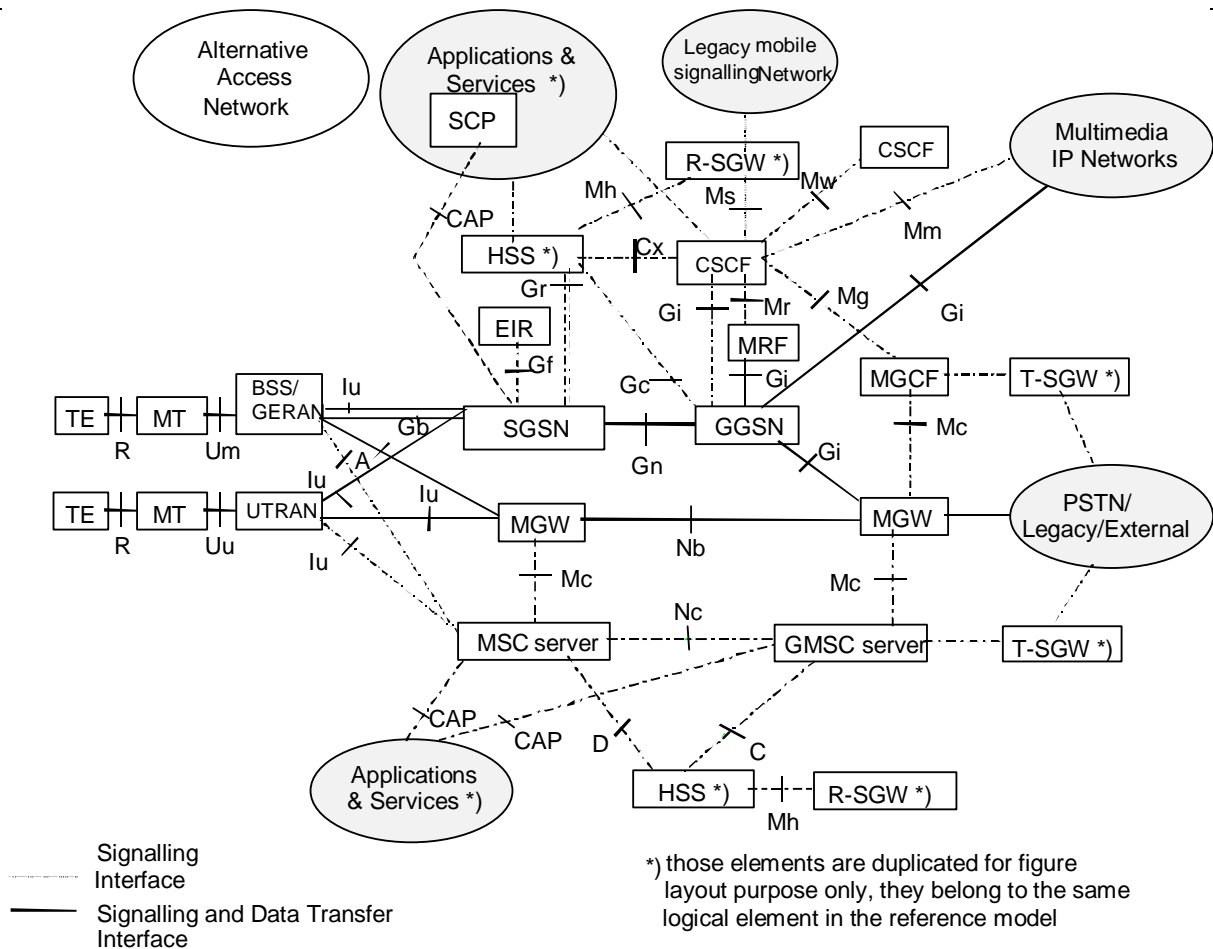 Alternative
Access
Network
Applications &
Services *)
SCP
Legacy mobile
signalling Network
Multimedia
IP Networks
CSCF
R-SGW *)
Mh
Ms
Mw
Mm
CAP
HSS *)
Cx
CSCF
Gr
Gi
Mr
Mg
Gi
EIR
Gf
MRF
Gc
Gi
MGCF
T-SGW *)
BSS/
GERAN
Iu
TE
R
MT
Um
Gb
SGSN
Gn
GGSN
Gi
Mc
A
Iu
Iu
TE
R
MT
Uu
UTRAN
Iu
MGW
Nb
MGW
PSTN/
Legacy/External
Mc
Mc
MSC server
Nc
GMSC server
T-SGW *)
CAP
CAP
D
C
Applications
& Services *)
HSS *)
Mh
R-SGW *)
Signalling
Interface
Signalling and Data Transfer
Interface
*) those elements are duplicated for figure
layout purpose only, they belong to the same
logical element in the reference model